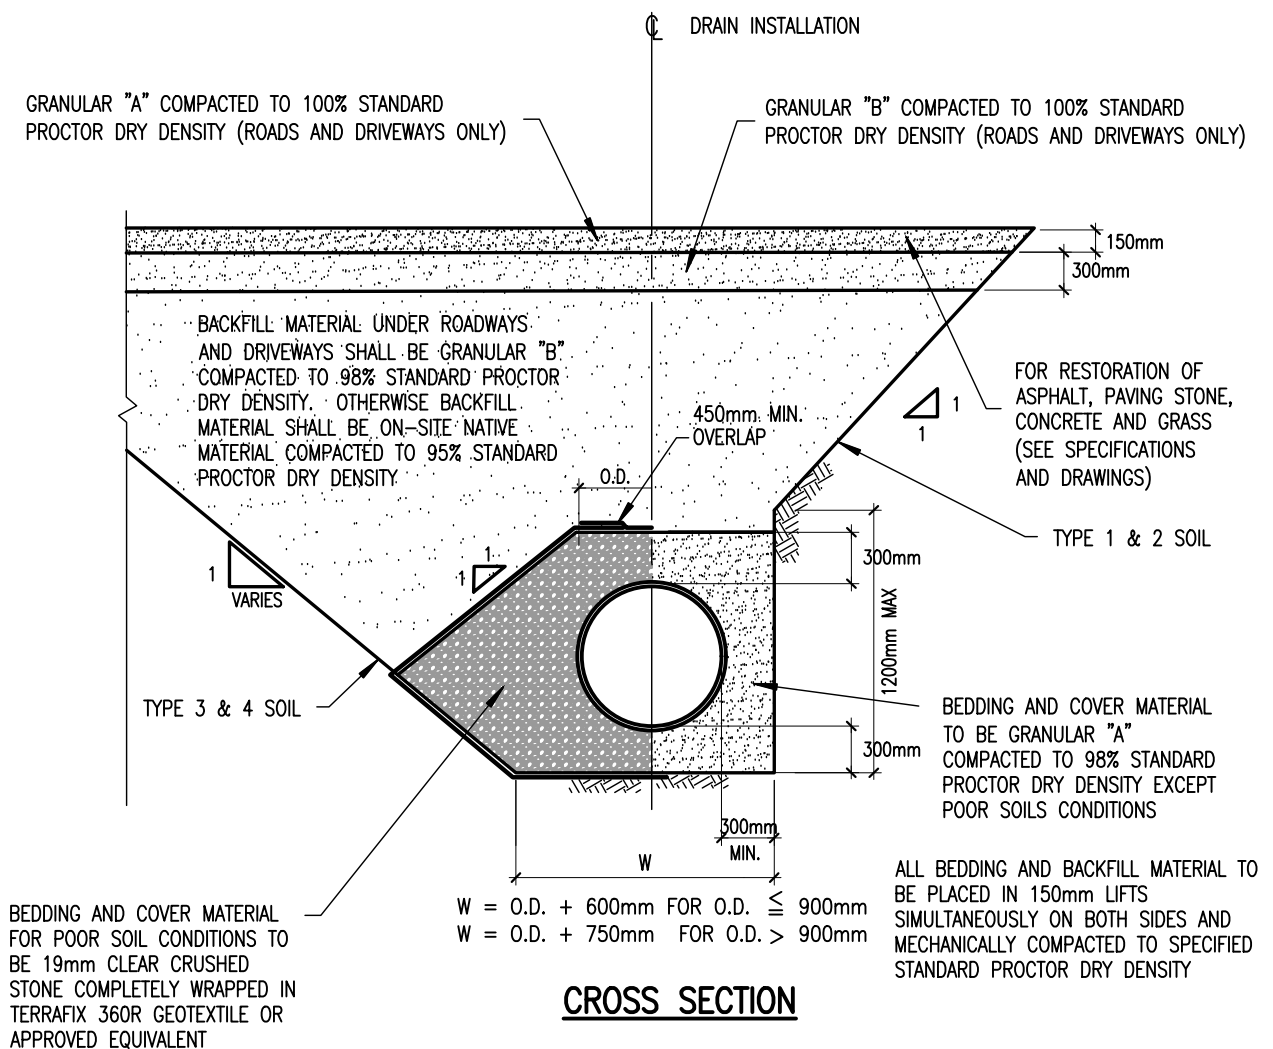 ℄ DRAIN INSTALLATION
GRANULAR "A" COMPACTED TO 100% STANDARD
PROCTOR DRY DENSITY (ROADS AND DRIVEWAYS ONLY)
GRANULAR "B" COMPACTED TO 100% STANDARD
PROCTOR DRY DENSITY (ROADS AND DRIVEWAYS ONLY)
150mm
300mm
BACKFILL MATERIAL UNDER ROADWAYS
AND DRIVEWAYS SHALL BE GRANULAR "B"
COMPACTED TO 98% STANDARD PROCTOR
DRY DENSITY. OTHERWISE BACKFILL
MATERIAL SHALL BE ON-SITE NATIVE
MATERIAL COMPACTED TO 95% STANDARD
PROCTOR DRY DENSITY
450mm MIN.
OVERLAP
O.D.
1
1
FOR RESTORATION OF
ASPHALT, PAVING STONE,
CONCRETE AND GRASS
(SEE SPECIFICATIONS
AND DRAWINGS)
TYPE 1 & 2 SOIL
1
VARIES
1
1
300mm
1200mm MAX
300mm
TYPE 3 & 4 SOIL
BEDDING AND COVER MATERIAL
TO BE GRANULAR "A"
COMPACTED TO 98% STANDARD
PROCTOR DRY DENSITY EXCEPT
POOR SOILS CONDITIONS
300mm
MIN.
W
W = O.D. + 600mm FOR O.D. ≦ 900mm
W = O.D. + 750mm FOR O.D. > 900mm
ALL BEDDING AND BACKFILL MATERIAL TO
BE PLACED IN 150mm LIFTS
SIMULTANEOUSLY ON BOTH SIDES AND
MECHANICALLY COMPACTED TO SPECIFIED
STANDARD PROCTOR DRY DENSITY
BEDDING AND COVER MATERIAL
FOR POOR SOIL CONDITIONS TO
BE 19mm CLEAR CRUSHED
STONE COMPLETELY WRAPPED IN
TERRAFIX 360R GEOTEXTILE OR
APPROVED EQUIVALENT
CROSS SECTION